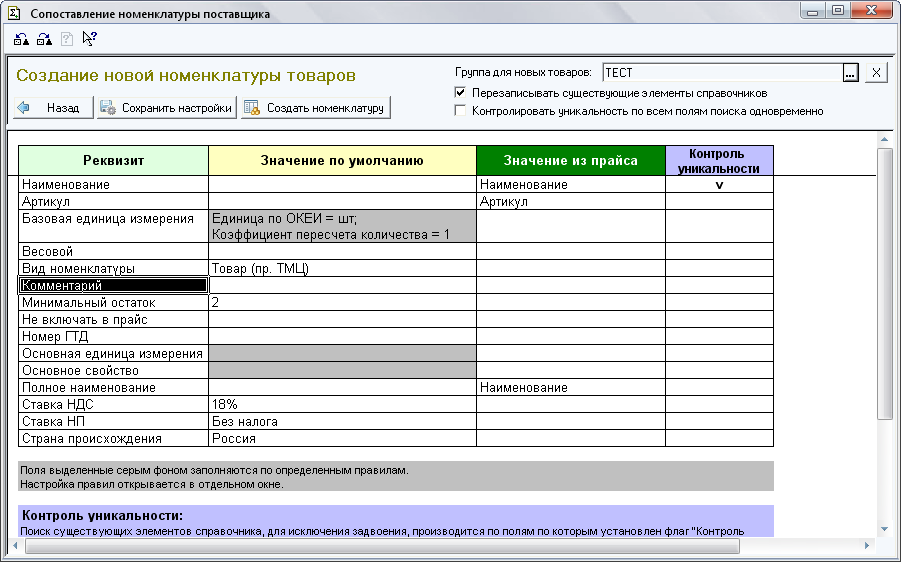 Сопоставление номенклатуры поставщика
Создание новой номенклатуры товаров
Группа для новых товаров: ТЕСТ ... X
Перезаписывать существующие элементы справочников
Контролировать уникальность по всем полям поиска одновременно
Назад Сохранить настройки Создать номенклатуру
Реквизит Значение по умолчанию Значение из прайса Контроль уникальности
Наименование Наименование v
Артикул Артикул
Базовая единица измерения Единица по ОКЕИ = шт;
Коэффициент пересчета количества = 1
Весовой
Вид номенклатуры Товар (пр. ТМЦ)
Комментарий
Минимальный остаток 2
Не включать в прайс
Номер ГТД
Основная единица измерения
Основное свойство
Полное наименование Наименование
Ставка НДС 18%
Ставка НП Без налога
Страна происхождения Россия
Поля выделенные серым фоном заполняются по определенным правилам.
Настройка правил открывается в отдельном окне.
Контроль уникальности:
Поиск существующих элементов справочника, для исключения задвоения, производится по полям по которым установлен флаг "Контроль